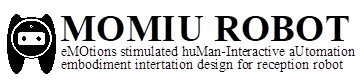 MOMIU ROBOT
eMOtions stimulated huMan-Interactive aUtomation
embodiment intertation design for reception robot